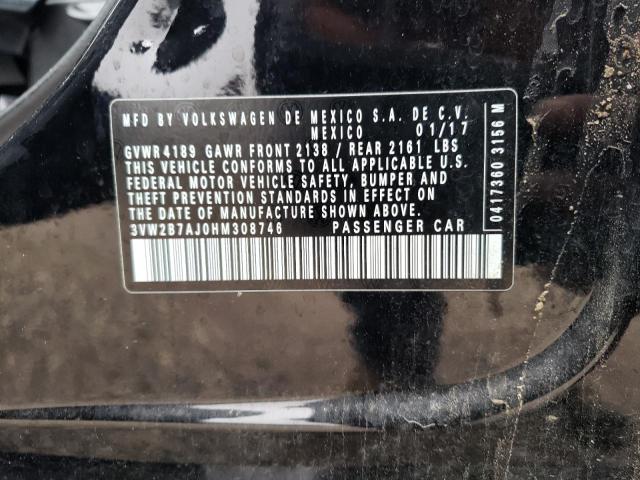 MFD BY VOLKSWAGEN DE MEXICO S.A. DE C.V.
MEXICO 01/17
GVWR 4189 GAWR FRONT 2138 / REAR 2161 LBS
THIS VEHICLE CONFORMS TO ALL APPLICABLE U.S.
FEDERAL MOTOR VEHICLE SAFETY, BUMPER AND
THEFT PREVENTION STANDARDS IN EFFECT ON THE
DATE OF MANUFACTURE SHOWN ABOVE.
3VW2B7AJ0HM308746 PASSENGER CAR
0417360 3156 M